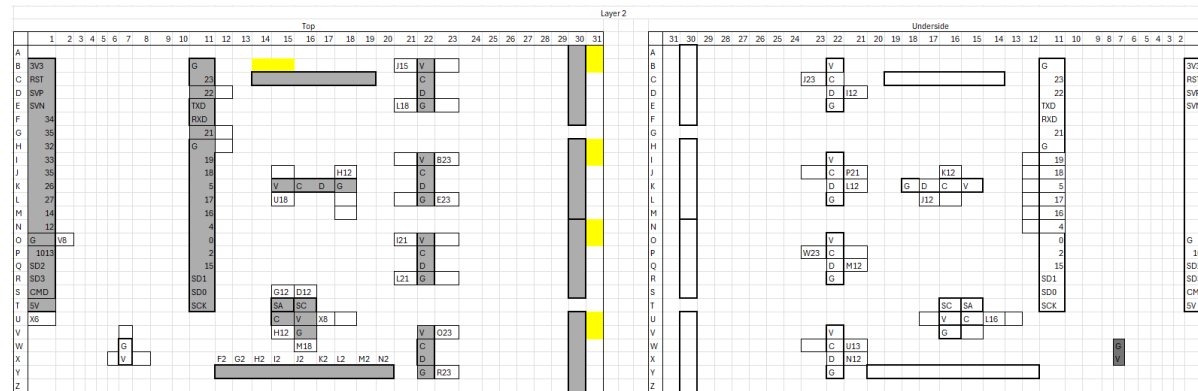 Layer 2
Top Underside
1 2 3 4 5 6 7 8 9 10 11 12 13 14 15 16 17 18 19 20 21 22 23 24 25 26 27 28 29 30 31 31 30 29 28 27 26 25 24 23 22 21 20 19 18 17 16 15 14 13 12 11 10 9 8 7 6 5 4 3 2
A A
B 3V3 G J15 V B V G 3V3
C RST 23 C C J23 C 23 RST
D SVP 22 D D D I12 22 SVP
E SVN TXD L18 G E G TXD SVN
F 34 RXD F RXD
G 35 21 G 21
H 32 G H G
I 33 19 V B23 I V 19
J 35 18 H12 C J C P21 K12 18
K 26 5 V C D G D K D L12 G D C V 5
L 27 17 U18 G E23 L G J12 17
M 14 16 M 16
N 12 4 N 4
O G V8 0 I21 V O V 0 G
P 1013 2 C P W23 C 2
Q SD2 15 D Q D M12 15
R SD3 SD1 L21 G R G SD1
S CMD SD0 G12 D12 S SD0
T 5V SCK SA SC T SC SA SCK
U X6 C V X8 U V C L16
V H12 G V O23 V V G
W G M18 C W C U13 G
X V F2 G2 H2 I2 J2 K2 L2 M2 N2 D X D N12 V
Y G R23 Y G
Z Z